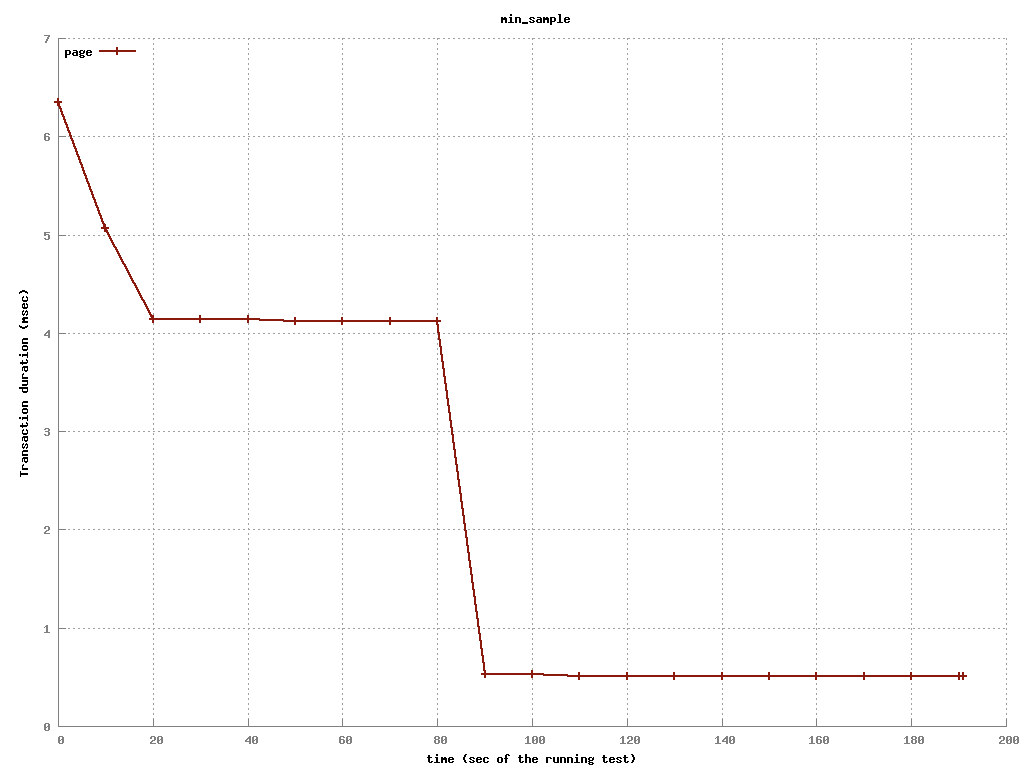 min_sample
page
7
6
5
4
3
2
1
0
Transaction duration (msec)
0 20 40 60 80 100 120 140 160 180 200
time (sec of the running test)